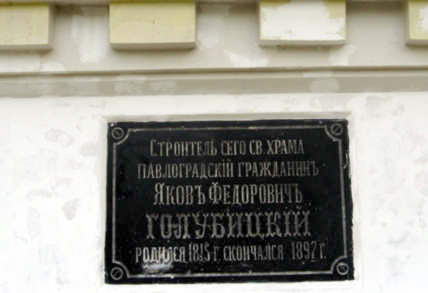 Строитель сего св. храма
павлоградскій гражданинъ
Яковъ Федоровичъ
ГОЛУБИЦКІЙ
родился 1815 г. скончался 1892 г.